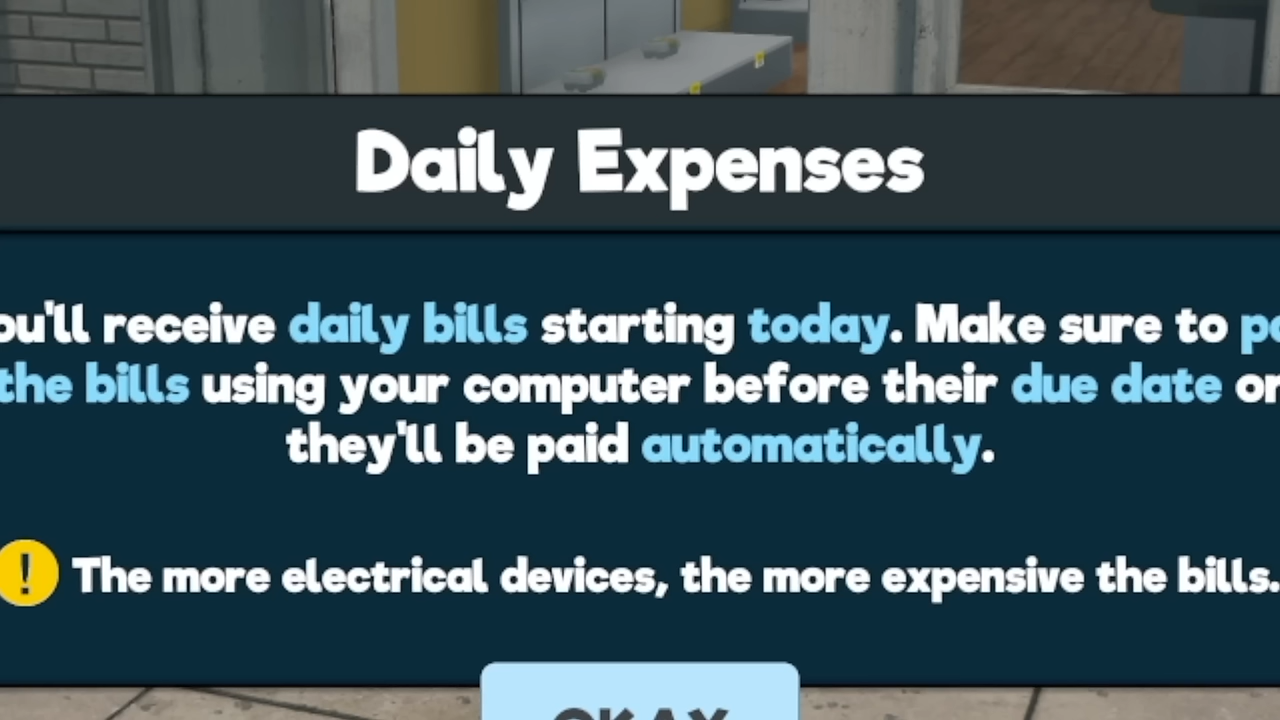 Daily Expenses
ou'll receive daily bills starting today. Make sure to
the bills using your computer before their due date or
they'll be paid automatically.
! The more electrical devices, the more expensive the bills.
OKAY